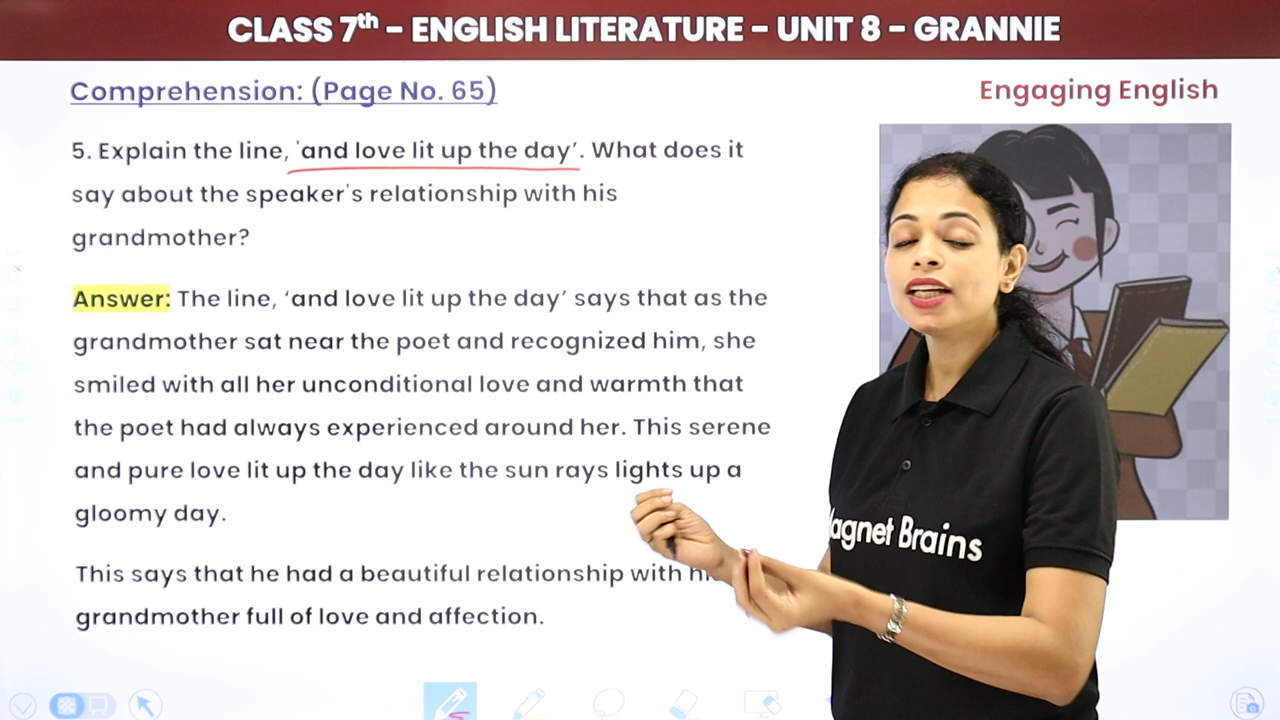 CLASS 7th – ENGLISH LITERATURE – UNIT 8 – GRANNIE
Comprehension: (Page No. 65)
Engaging English
5. Explain the line, 'and love lit up the day’. What does it
say about the speaker's relationship with his
grandmother?
Answer: The line, ‘and love lit up the day’ says that as the
grandmother sat near the poet and recognized him, she
smiled with all her unconditional love and warmth that
the poet had always experienced around her. This serene
and pure love lit up the day like the sun rays lights up a
gloomy day.
This says that he had a beautiful relationship with
grandmother full of love and affection.
Magnet Brains